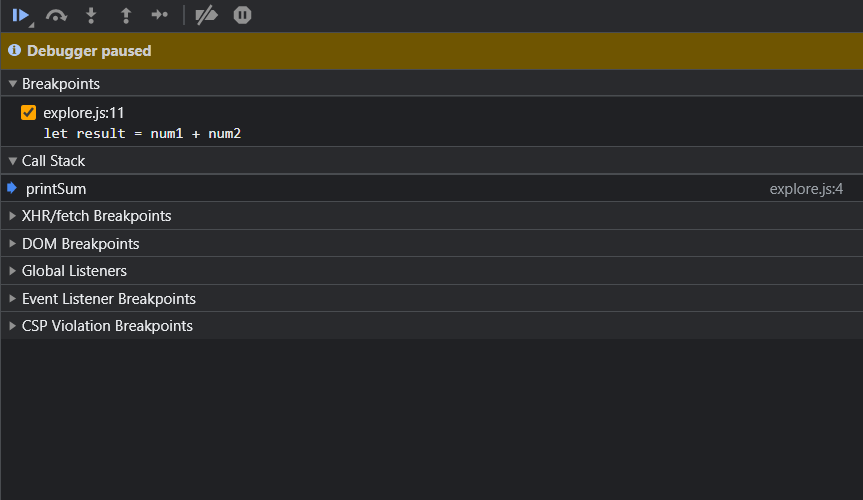 Debugger paused
Breakpoints
explore.js:11
let result = num1 + num2
Call Stack
printSum explore.js:4
XHR/fetch Breakpoints
DOM Breakpoints
Global Listeners
Event Listener Breakpoints
CSP Violation Breakpoints